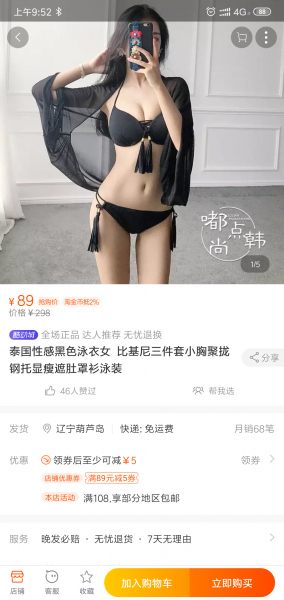 上午9:52
4G
88
嘟点
尚韩
1/5
¥89 抢购价 淘金币抵2%
价格 ¥298
酷动城 全场正品 达人推荐 无忧退换
泰国性感黑色泳衣女 比基尼三件套小胸聚拢
钢托显瘦遮肚罩衫泳装
分享
46人赞过
帮我选
发货 辽宁葫芦岛 快递: 免运费 月销68笔
优惠 领券后至少可减¥5 领券
店铺优惠券 满89元减5券
本店活动 满108,享部分地区包邮
服务 晚发必赔 · 无忧退货 · 7天无理由
店铺
客服
收藏
加入购物车
立即购买